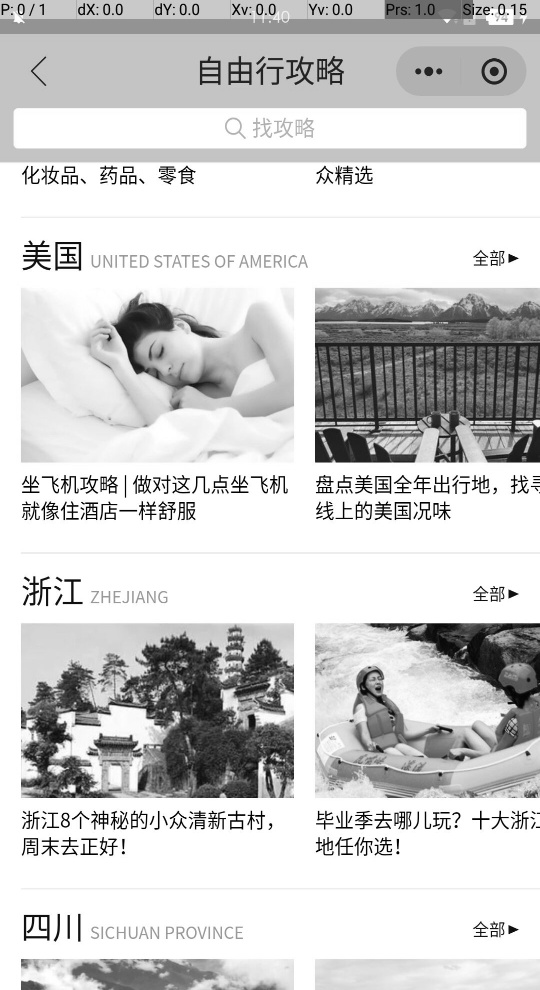 P: 0 / 1 dX: 0.0 dY: 0.0 Xv: 0.0 Yv: 0.0 Prs: 1.0 Size: 0.15
11:40
自由行攻略
找攻略
化妆品、药品、零食
众精选
美国 UNITED STATES OF AMERICA 全部▶
坐飞机攻略 | 做对这几点坐飞机
就像住酒店一样舒服
盘点美国全年出行地，找寻
线上的美国况味
浙江 ZHEJIANG 全部▶
浙江8个神秘的小众清新古村，
周末去正好！
毕业季去哪儿玩？十大浙江
地任你选！
四川 SICHUAN PROVINCE 全部▶